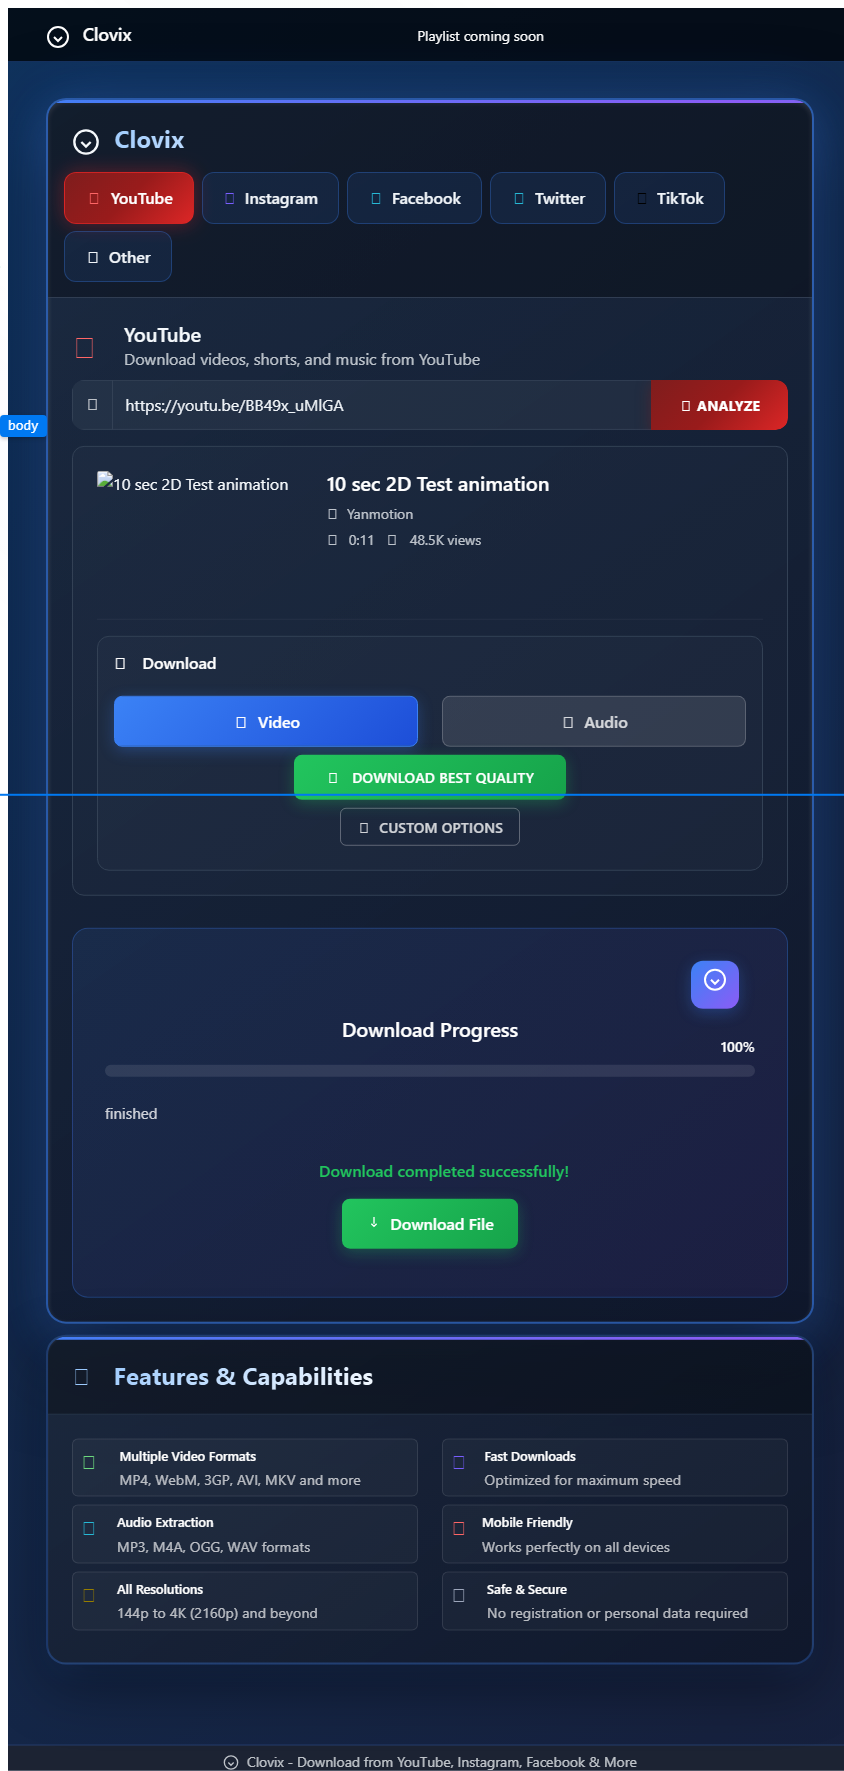 Clovix
Playlist coming soon
Clovix
YouTube
Instagram
Facebook
Twitter
TikTok
Other
YouTube
Download videos, shorts, and music from YouTube
https://youtu.be/BB49x_uMlGA
ANALYZE
body
10 sec 2D Test animation
10 sec 2D Test animation
Yanmotion
0:11 48.5K views
Download
Video
Audio
DOWNLOAD BEST QUALITY
CUSTOM OPTIONS
Download Progress
100%
finished
Download completed successfully!
Download File
Features & Capabilities
Multiple Video Formats
MP4, WebM, 3GP, AVI, MKV and more
Fast Downloads
Optimized for maximum speed
Audio Extraction
MP3, M4A, OGG, WAV formats
Mobile Friendly
Works perfectly on all devices
All Resolutions
144p to 4K (2160p) and beyond
Safe & Secure
No registration or personal data required
Clovix - Download from YouTube, Instagram, Facebook & More